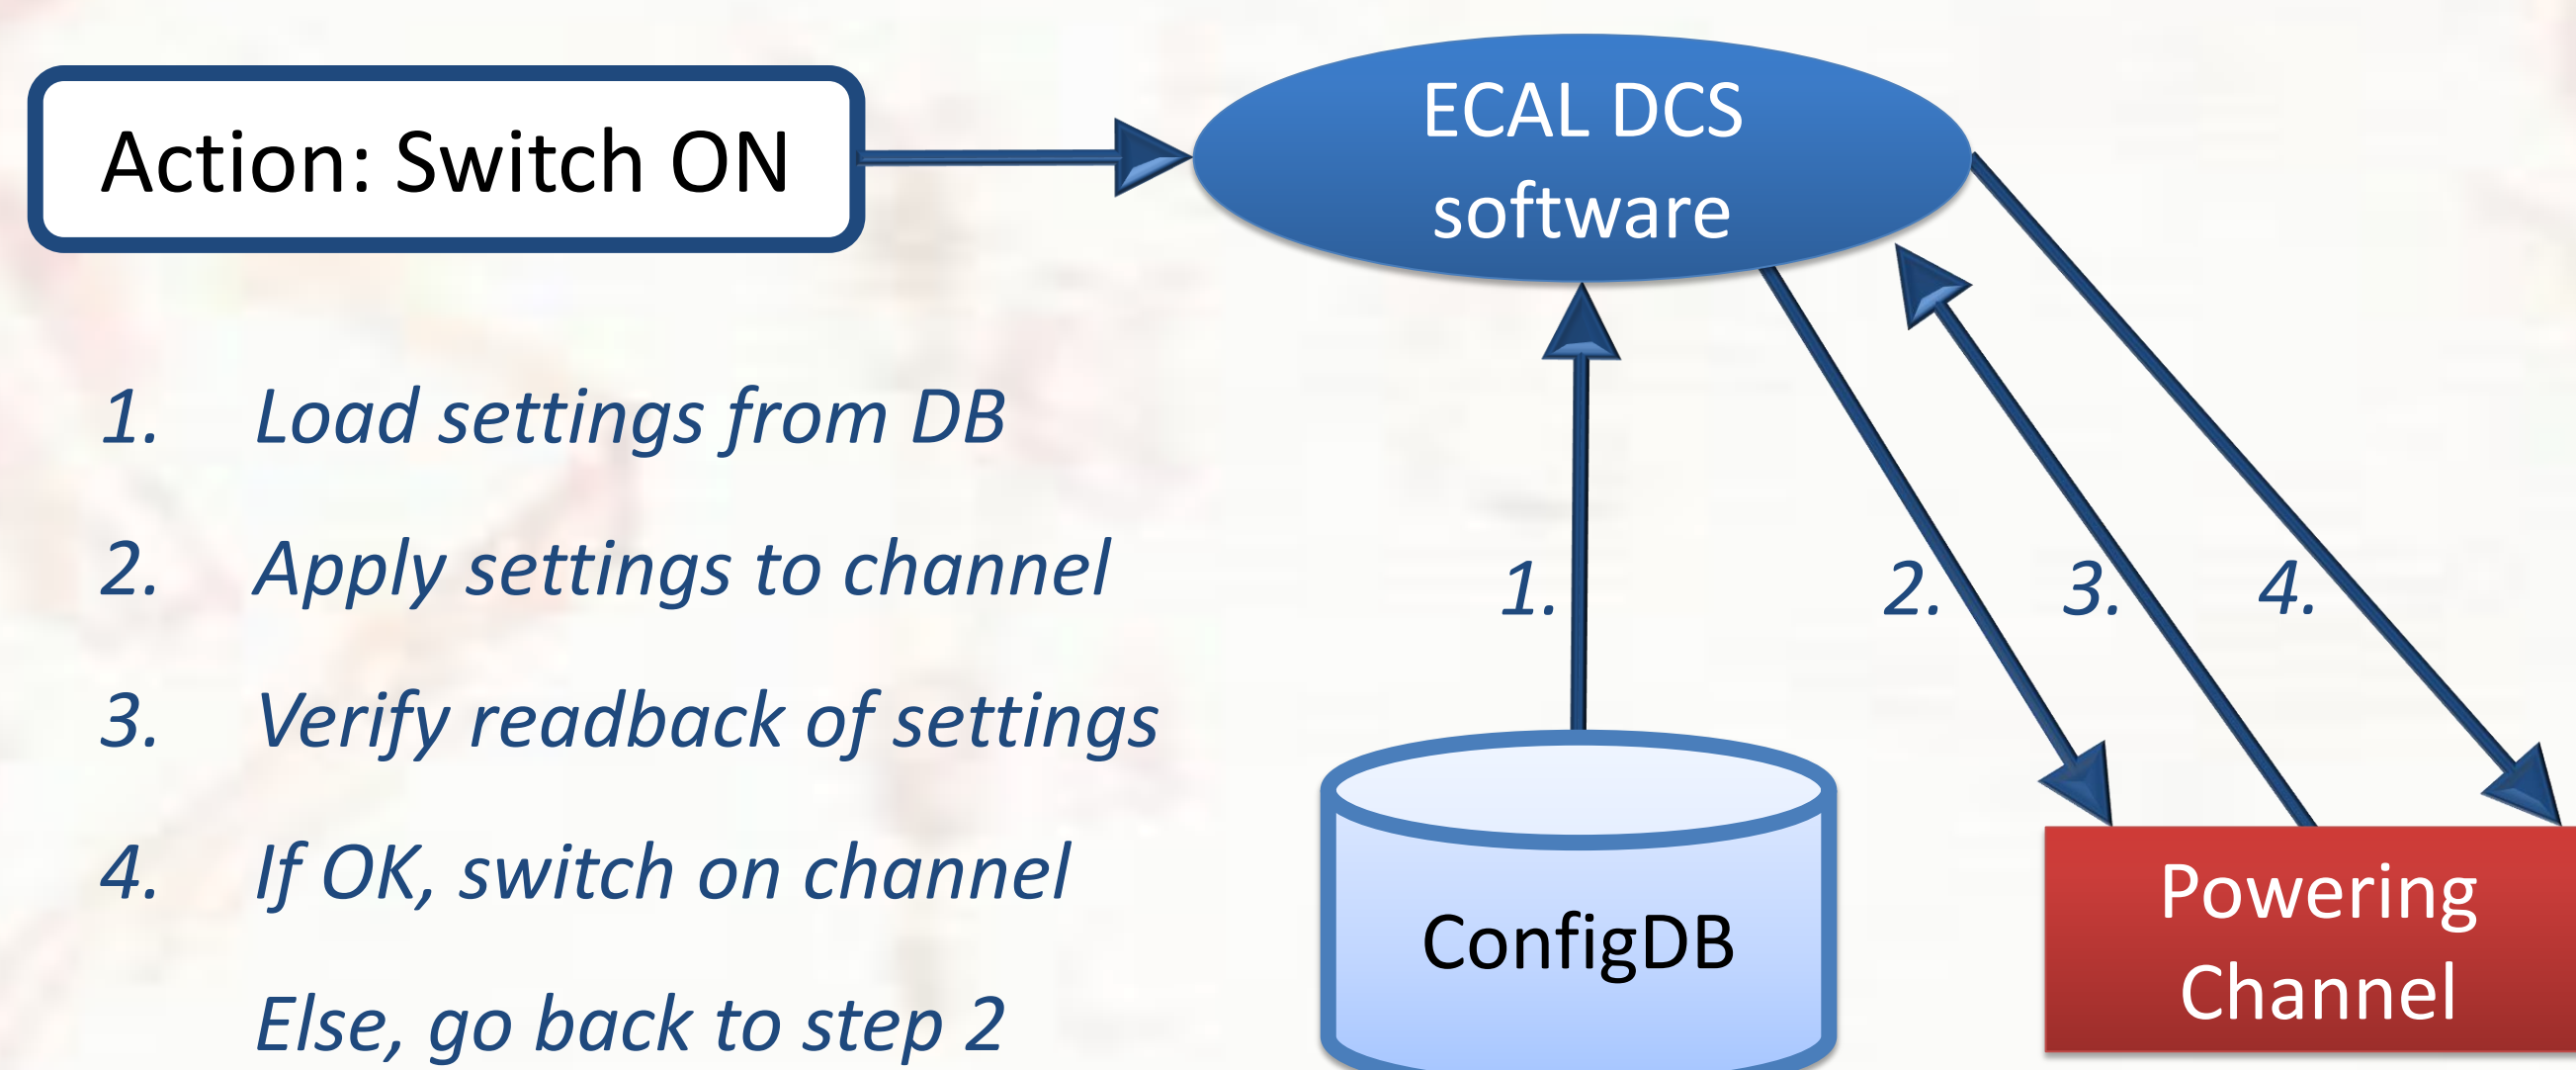 Action: Switch ON
ECAL DCS
software
1. Load settings from DB
2. Apply settings to channel
3. Verify readback of settings
4. If OK, switch on channel
Else, go back to step 2
1.
2.
3.
4.
ConfigDB
Powering
Channel